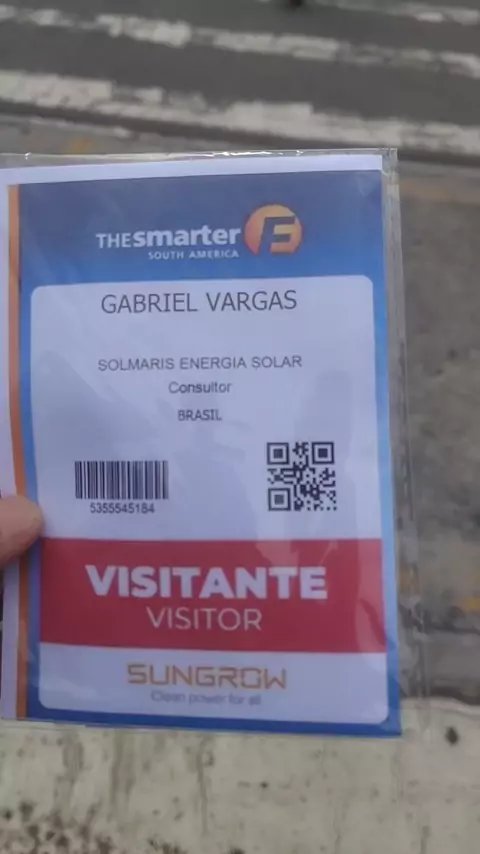 THE smarter E
SOUTH AMERICA
GABRIEL VARGAS
SOLMARIS ENERGIA SOLAR
Consultor
BRASIL
5355545184
VISITANTE
VISITOR
SUNGROW
Clean power for all